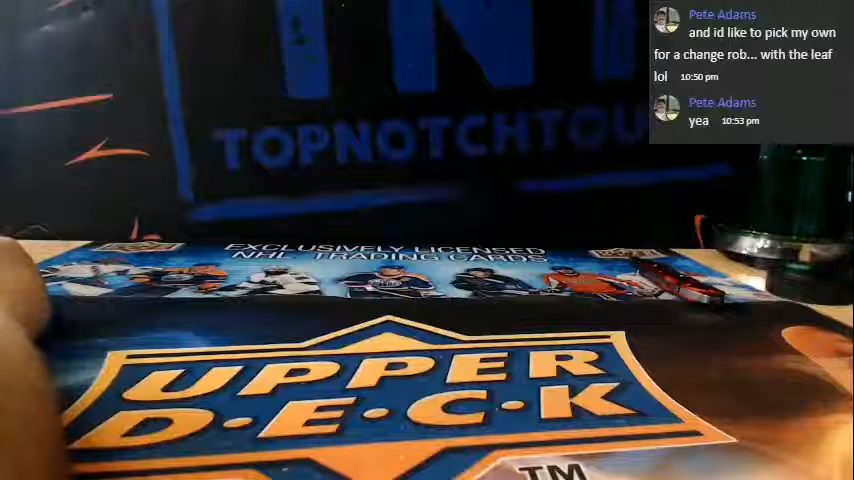 Pete Adams
and id like to pick my own
for a change rob... with the leaf
lol 10:50 pm
Pete Adams
yea 10:53 pm
TOPNOTCHTOU
EXCLUSIVELY LICENSED
NHL TRADING CARDS
UPPER
D.E.C.K
TM